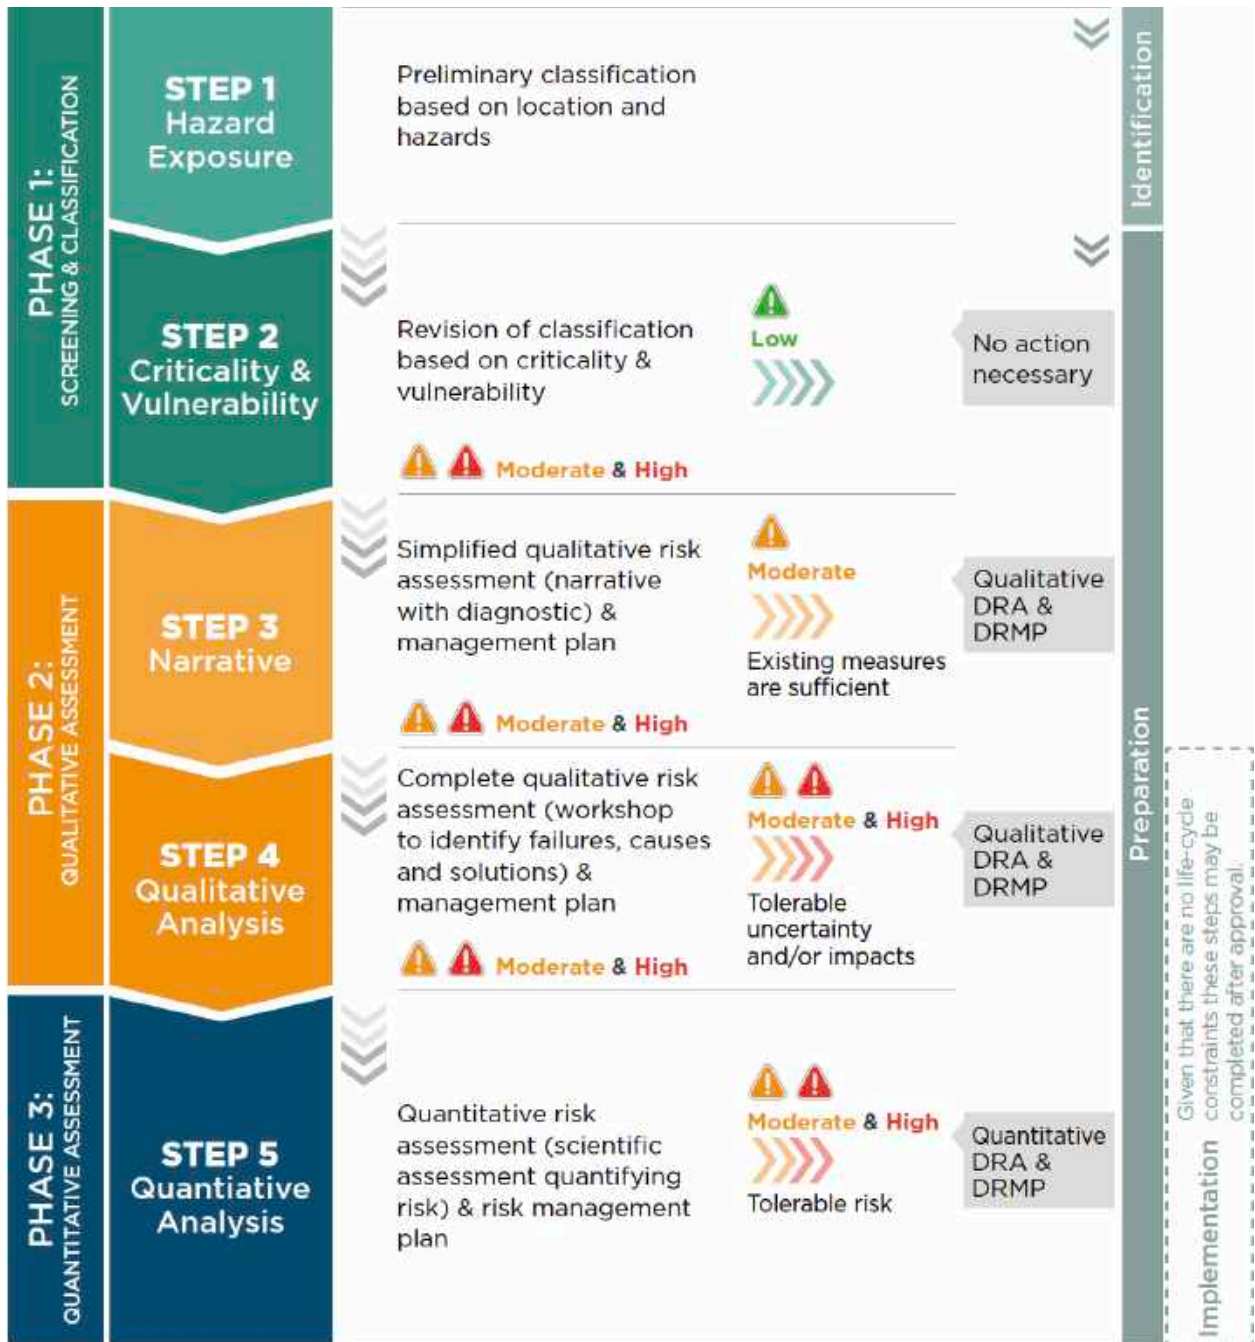 PHASE 1:
SCREENING & CLASSIFICATION
STEP 1
Hazard
Exposure
Preliminary classification
based on location and
hazards
Identification
STEP 2
Criticality &
Vulnerability
Revision of classification
based on criticality &
vulnerability
Low
No action
necessary
Moderate & High
PHASE 2:
QUALITATIVE ASSESSMENT
STEP 3
Narrative
Simplified qualitative risk
assessment (narrative
with diagnostic) &
management plan
Moderate
Existing measures
are sufficient
Qualitative
DRA &
DRMP
Moderate & High
STEP 4
Qualitative
Analysis
Complete qualitative risk
assessment (workshop
to identify failures, causes
and solutions) &
management plan
Moderate & High
Tolerable
uncertainty
and/or impacts
Qualitative
DRA &
DRMP
Moderate & High
Preparation
PHASE 3:
QUANTITATIVE ASSESSMENT
STEP 5
Quantiative
Analysis
Quantitative risk
assessment (scientific
assessment quantifying
risk) & risk management
plan
Moderate & High
Tolerable risk
Quantitative
DRA &
DRMP
Implementation
Given that there are no life-cycle
constraints these steps may be
completed after approval.